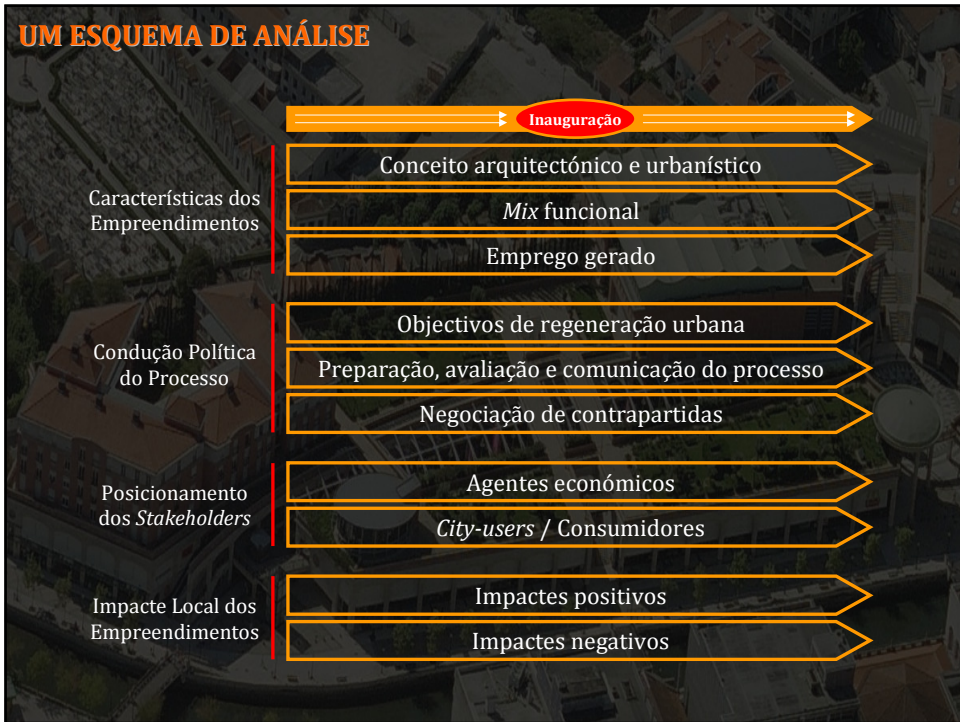 UM ESQUEMA DE ANÁLISE
Inauguração
Características dos
Empreendimentos
Conceito arquitectónico e urbanístico
Mix funcional
Emprego gerado
Condução Política
do Processo
Objectivos de regeneração urbana
Preparação, avaliação e comunicação do processo
Negociação de contrapartidas
Posicionamento
dos Stakeholders
Agentes económicos
City-users / Consumidores
Impacte Local dos
Empreendimentos
Impactes positivos
Impactes negativos